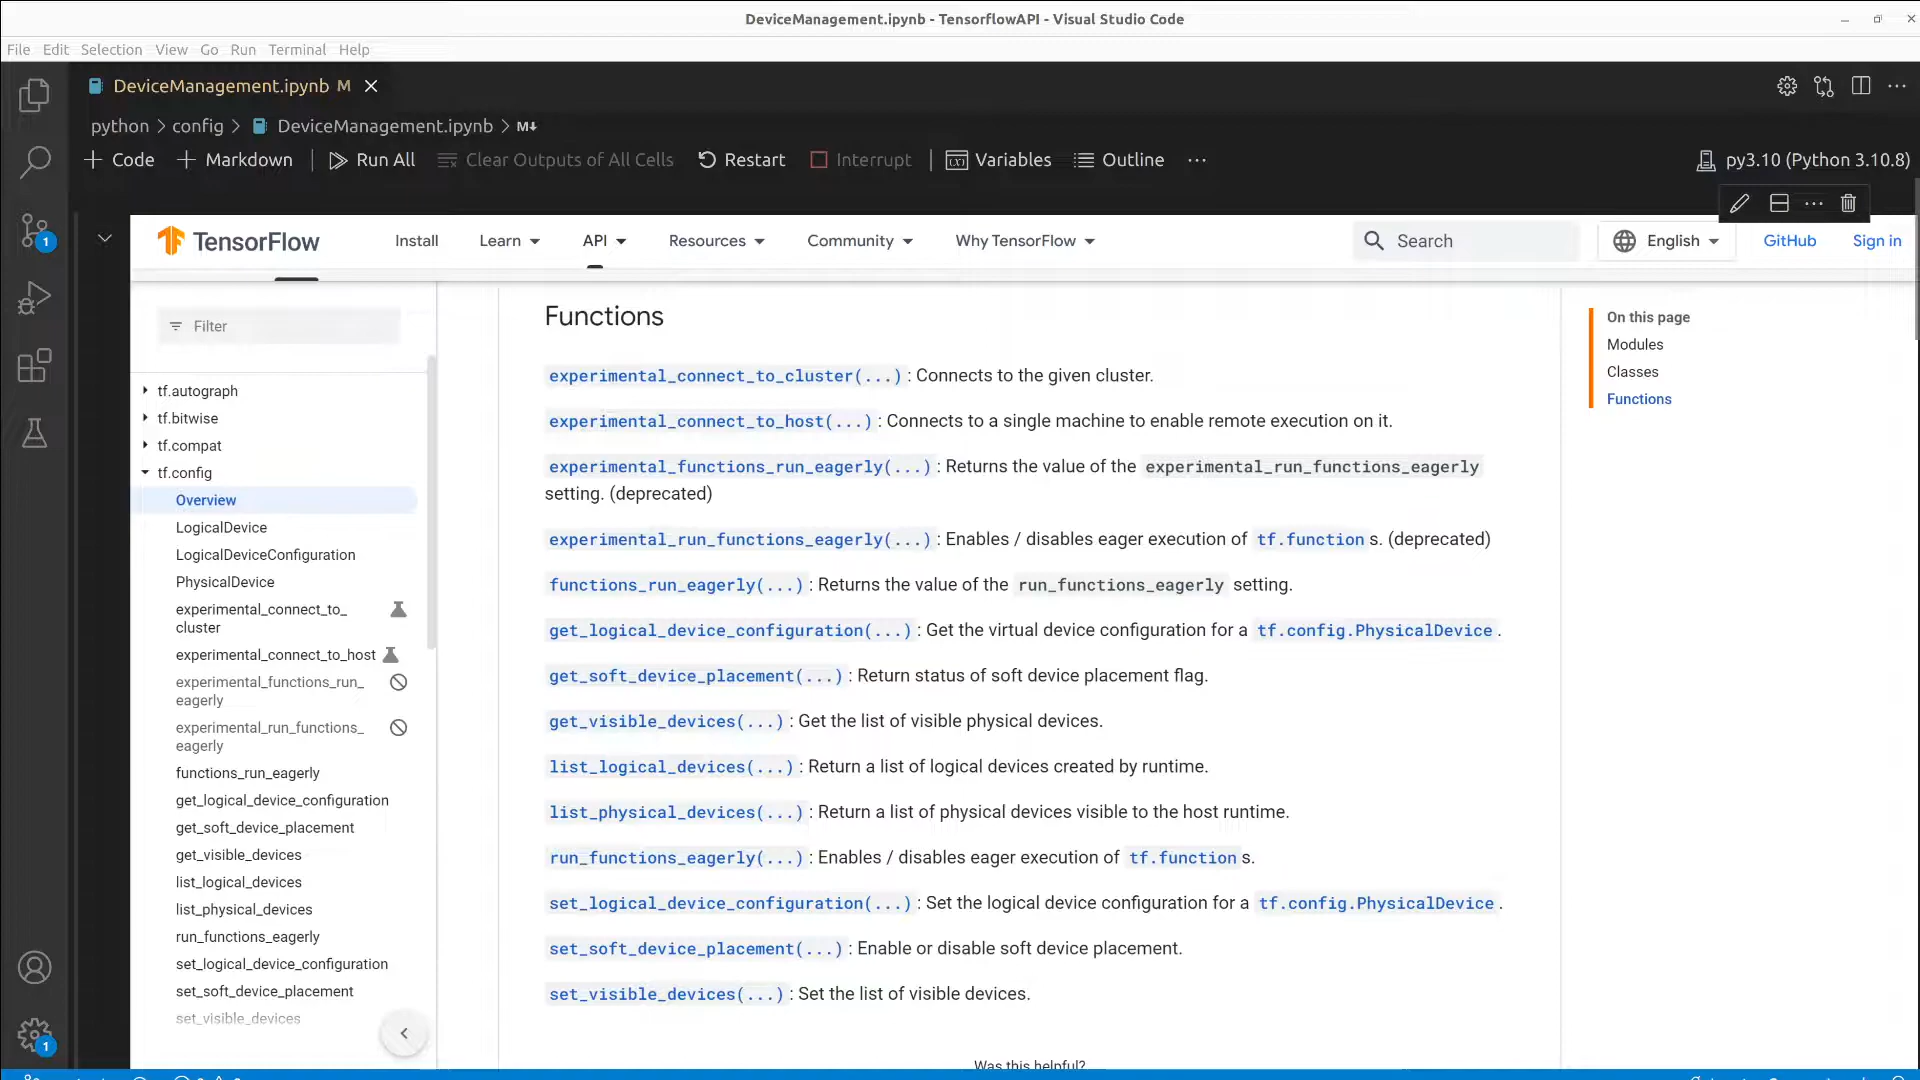 DeviceManagement.ipynb - TensorflowAPI - Visual Studio Code
File Edit Selection View Go Run Terminal Help
DeviceManagement.ipynb M
python > config > DeviceManagement.ipynb > M↓
+ Code + Markdown Run All Clear Outputs of All Cells Restart Interrupt Variables Outline ··· py3.10 (Python 3.10.8)
TensorFlow Install Learn API Resources Community Why TensorFlow Search English GitHub Sign in
Filter
tf.autograph
tf.bitwise
tf.compat
tf.config
Overview
LogicalDevice
LogicalDeviceConfiguration
PhysicalDevice
experimental_connect_to_
cluster
experimental_connect_to_host
experimental_functions_run_
eagerly
experimental_run_functions_
eagerly
functions_run_eagerly
get_logical_device_configuration
get_soft_device_placement
get_visible_devices
list_logical_devices
list_physical_devices
run_functions_eagerly
set_logical_device_configuration
set_soft_device_placement
set_visible_devices
Functions
experimental_connect_to_cluster(...) : Connects to the given cluster.
experimental_connect_to_host(...) : Connects to a single machine to enable remote execution on it.
experimental_functions_run_eagerly(...) : Returns the value of the experimental_run_functions_eagerly
setting. (deprecated)
experimental_run_functions_eagerly(...) : Enables / disables eager execution of tf.function s. (deprecated)
functions_run_eagerly(...) : Returns the value of the run_functions_eagerly setting.
get_logical_device_configuration(...) : Get the virtual device configuration for a tf.config.PhysicalDevice .
get_soft_device_placement(...) : Return status of soft device placement flag.
get_visible_devices(...) : Get the list of visible physical devices.
list_logical_devices(...) : Return a list of logical devices created by runtime.
list_physical_devices(...) : Return a list of physical devices visible to the host runtime.
run_functions_eagerly(...) : Enables / disables eager execution of tf.function s.
set_logical_device_configuration(...) : Set the logical device configuration for a tf.config.PhysicalDevice .
set_soft_device_placement(...) : Enable or disable soft device placement.
set_visible_devices(...) : Set the list of visible devices.
Was this helpful?
On this page
Modules
Classes
Functions
1
1